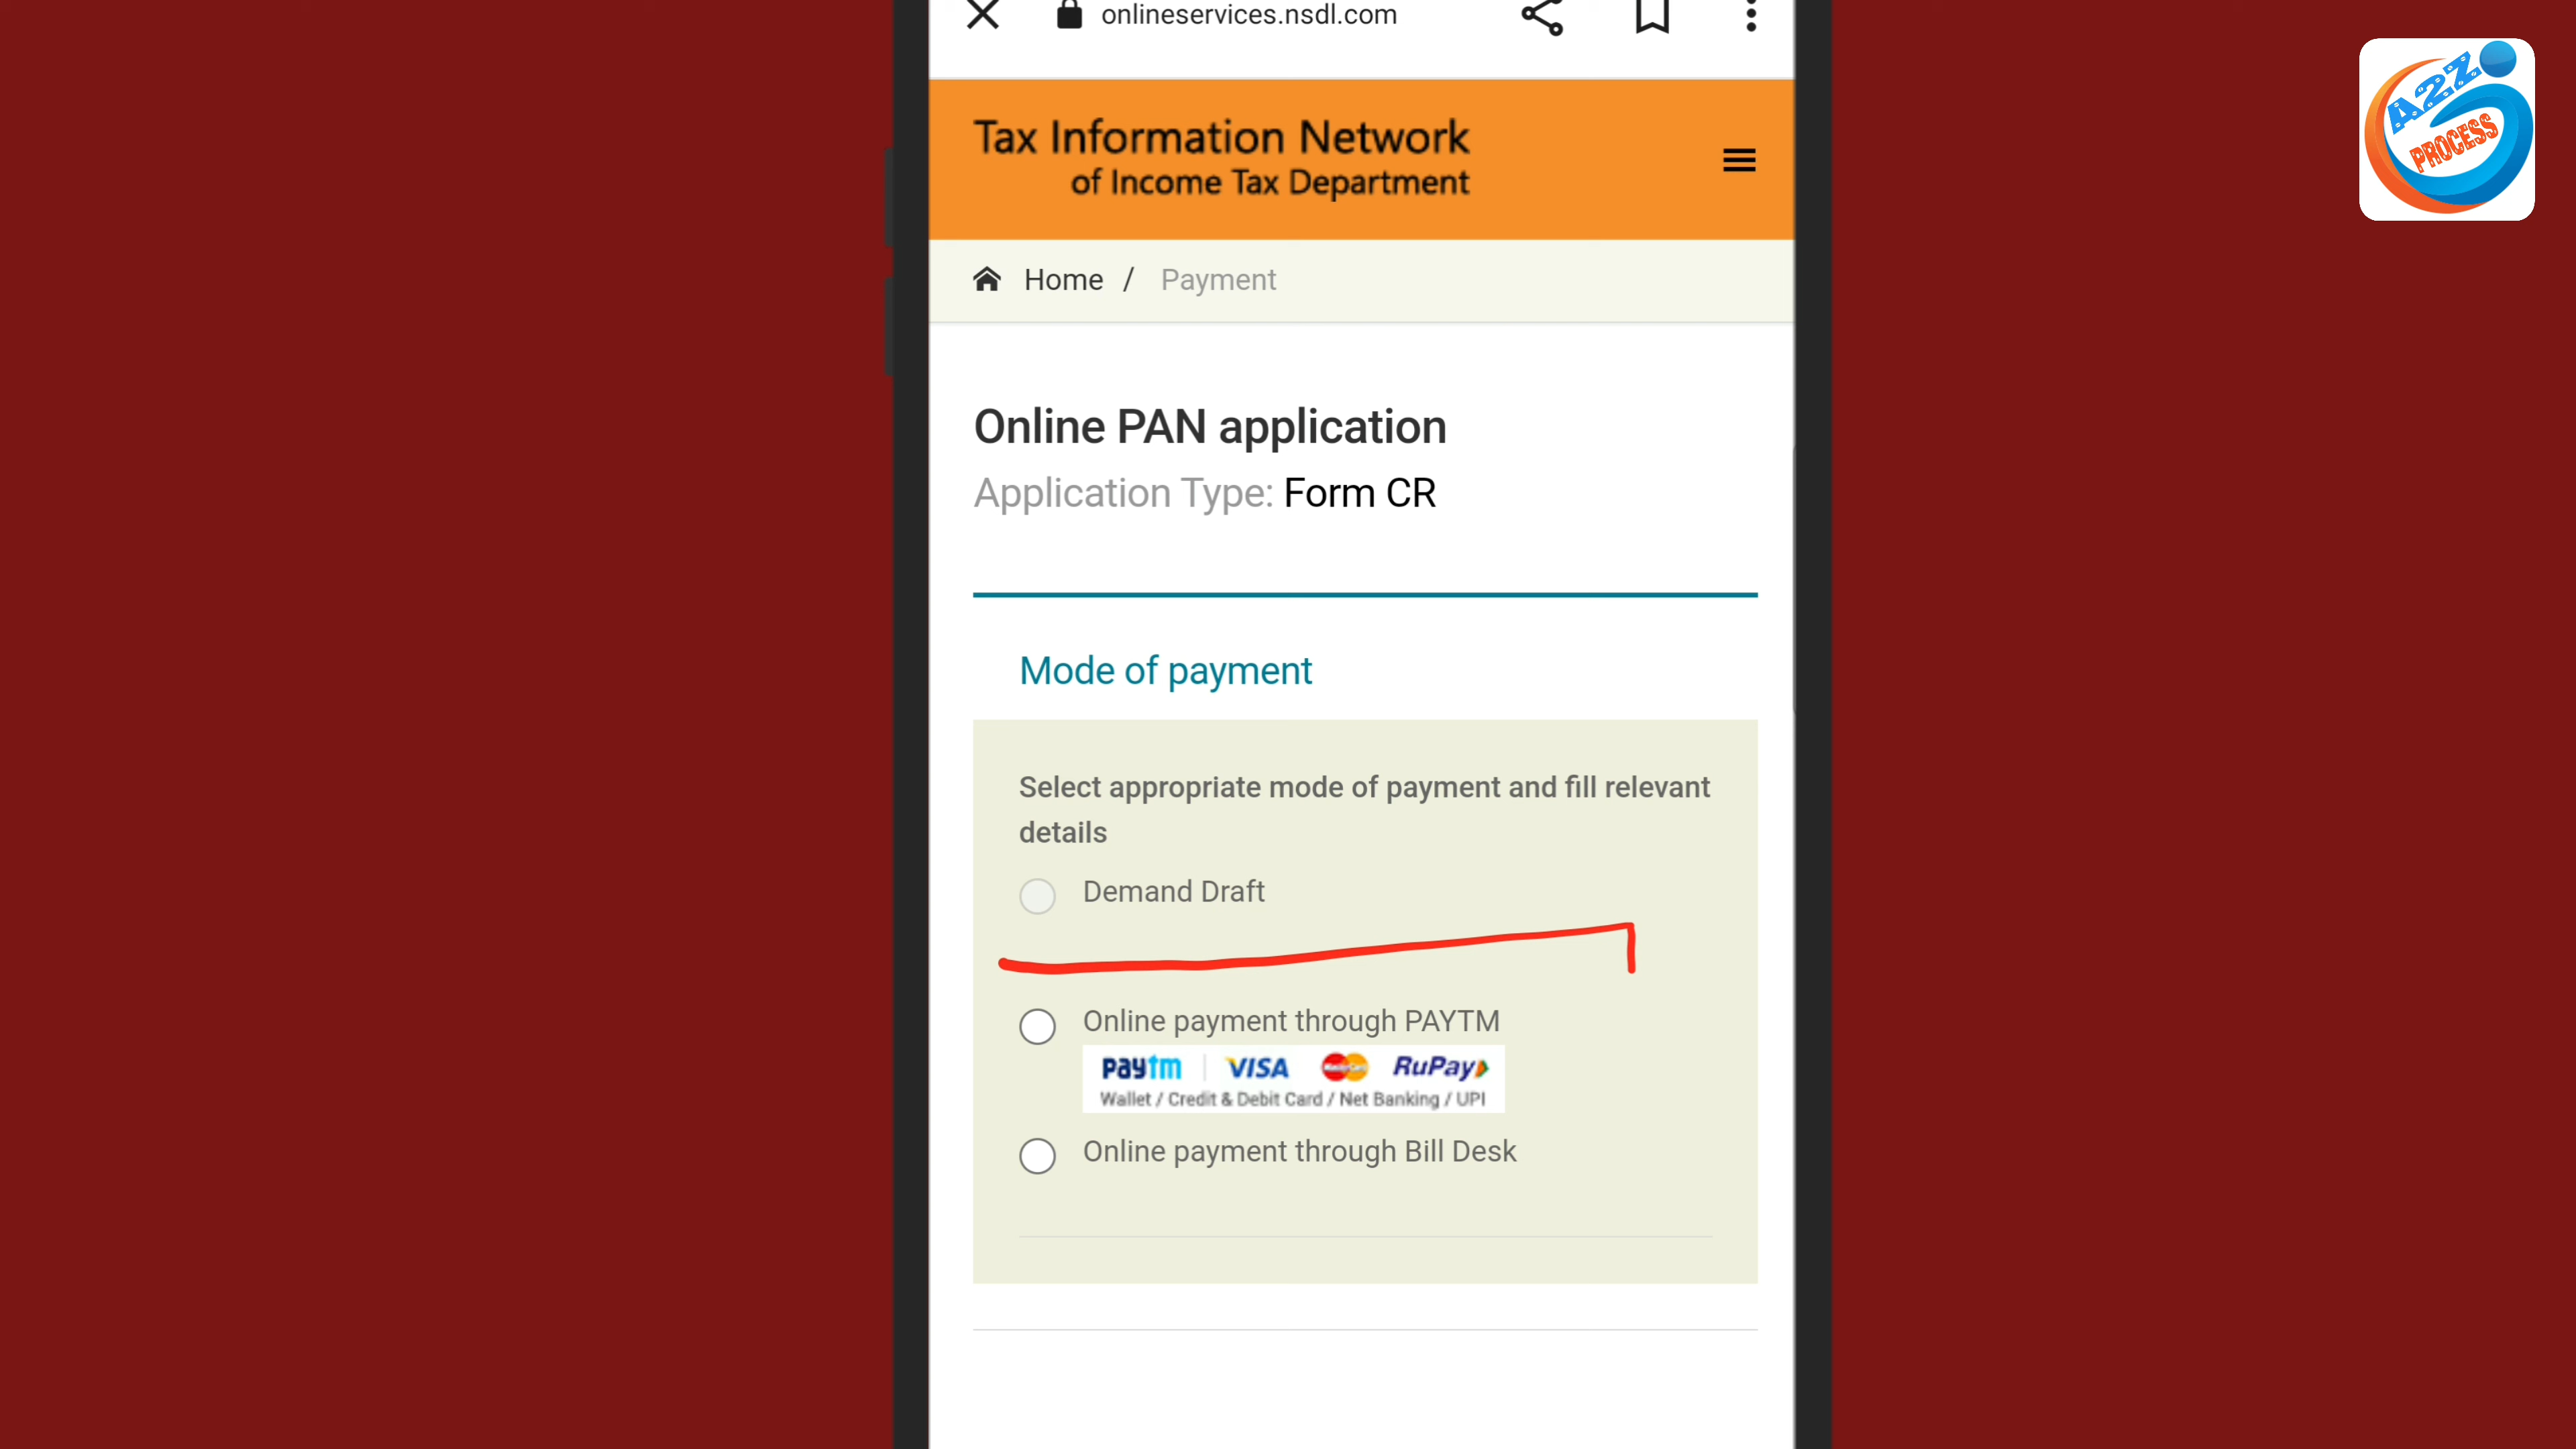 onlineservices.nsdl.com
A2Z
PROCESS
Tax Information Network
of Income Tax Department
Home / Payment
Online PAN application
Application Type: Form CR
Mode of payment
Select appropriate mode of payment and fill relevant
details
Demand Draft
Online payment through PAYTM
paytm | VISA MasterCard RuPay
Wallet / Credit & Debit Card / Net Banking / UPI
Online payment through Bill Desk